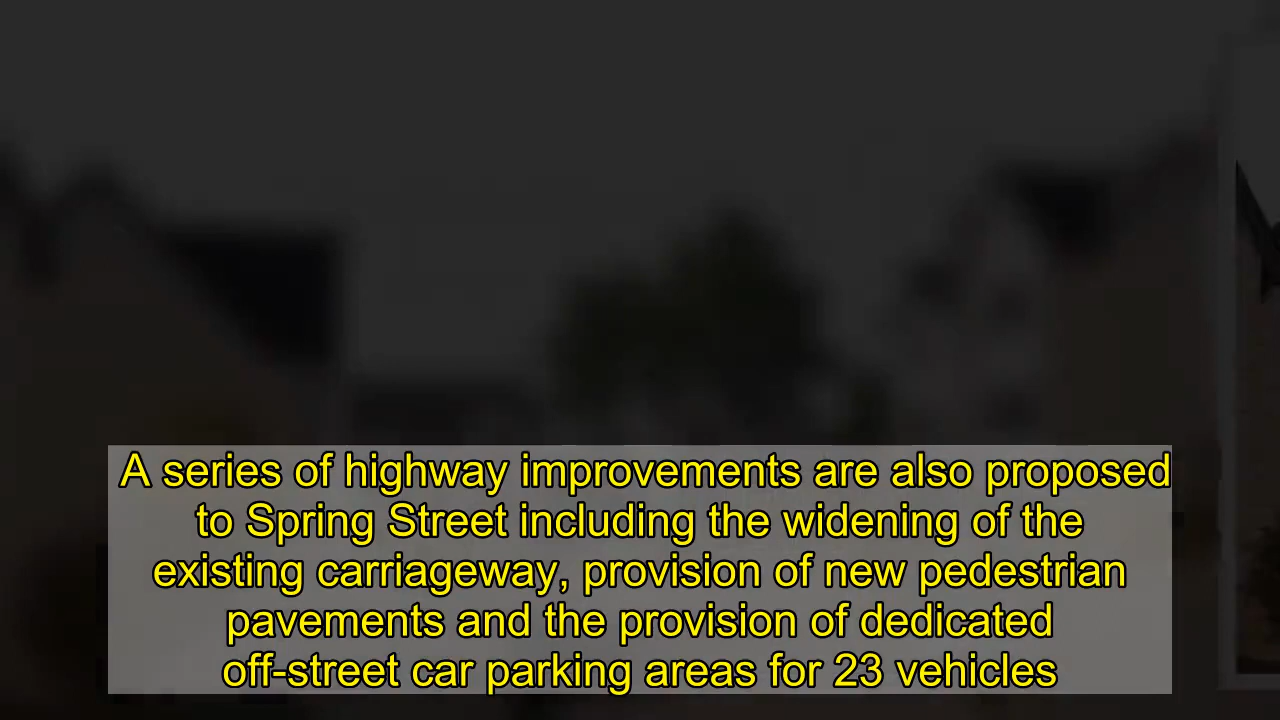 A series of highway improvements are also proposed
to Spring Street including the widening of the
existing carriageway, provision of new pedestrian
pavements and the provision of dedicated
off-street car parking areas for 23 vehicles